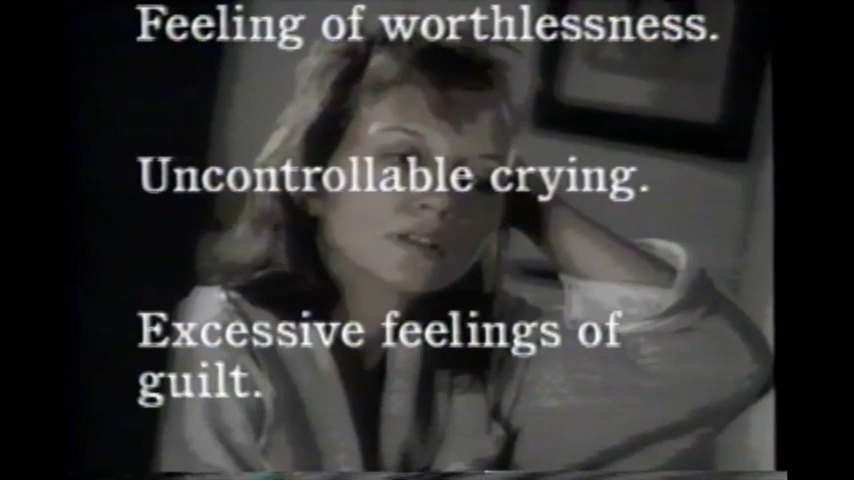 Feeling of worthlessness.
Uncontrollable crying.
Excessive feelings of
guilt.